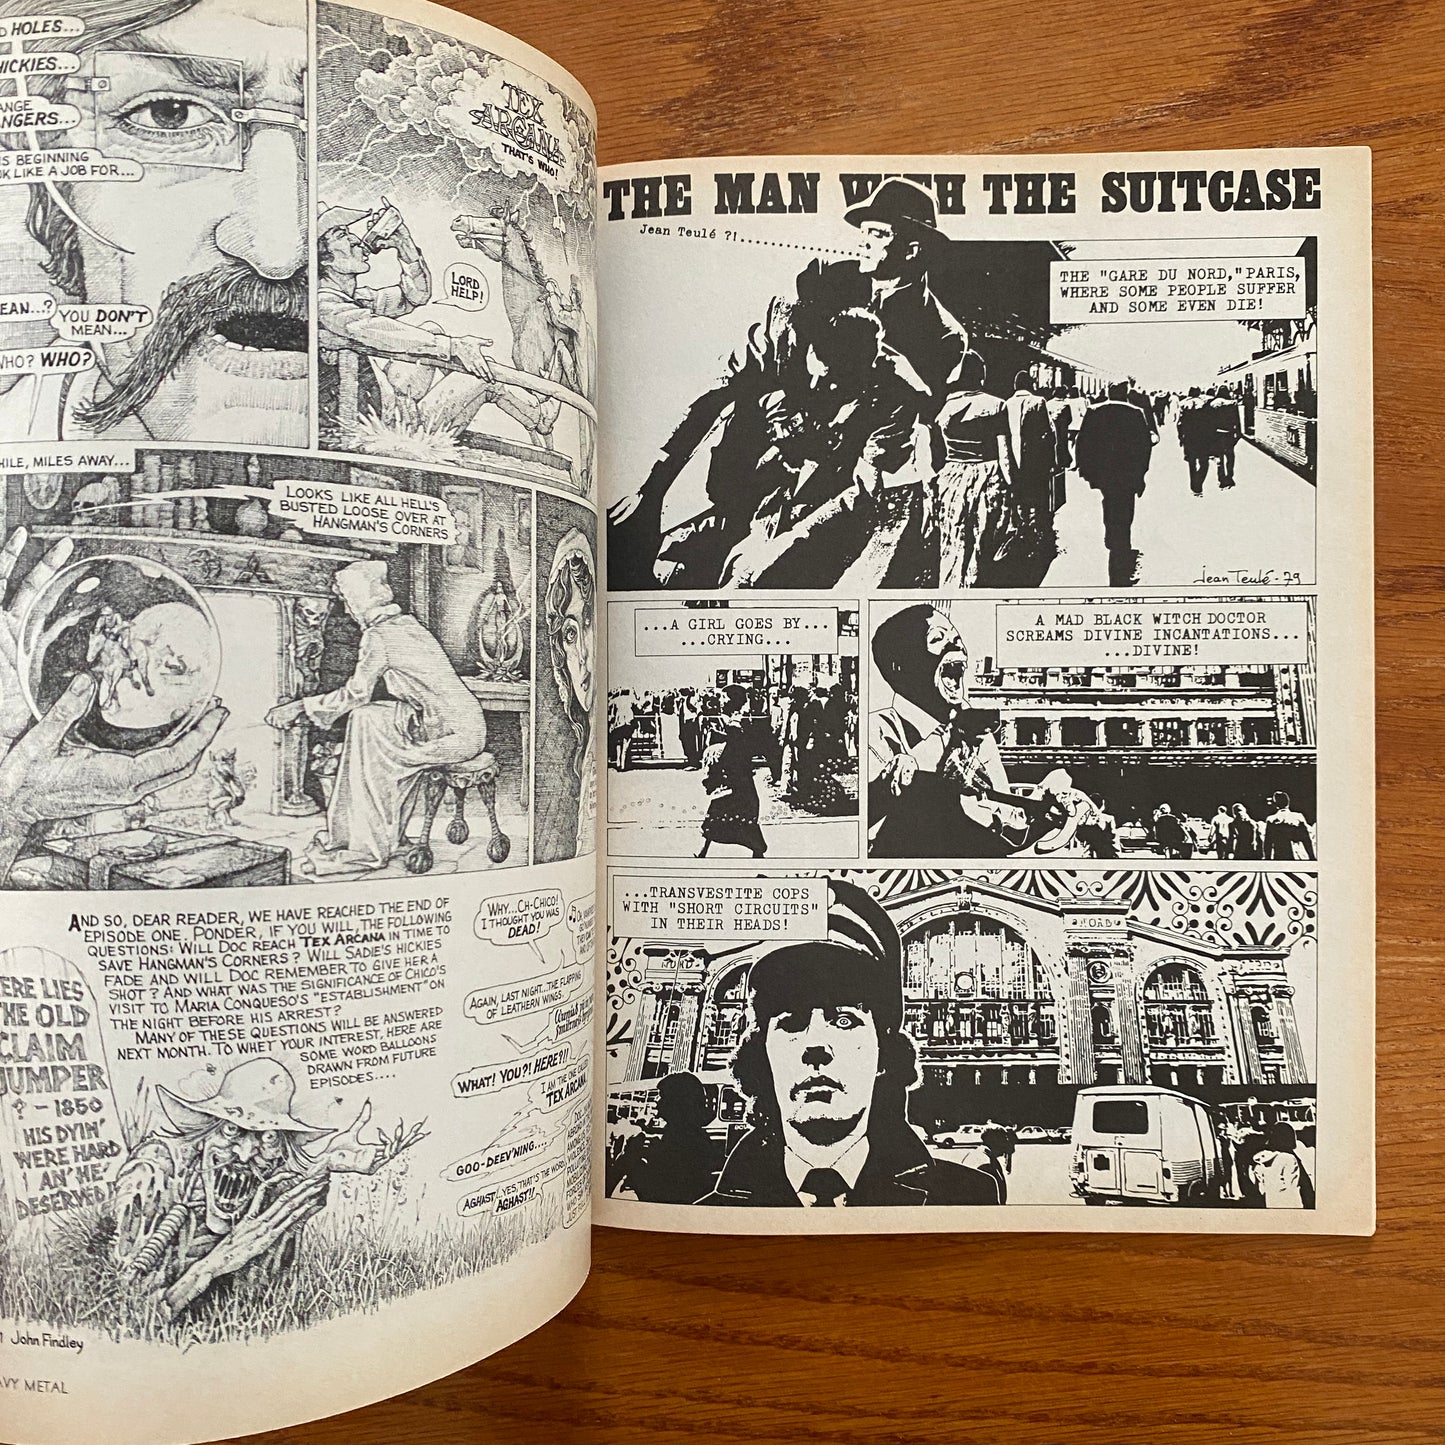 HOLES...
HICKIES...
ANGE
NGERS...
IS BEGINNING
LIKE A JOB FOR...
TEX
ARCANA
THAT'S WHO!
LORD
HELP!
EAN...?
YOU DON'T
MEAN...
WHO? WHO?
HILE, MILES AWAY...
LOOKS LIKE ALL HELL'S
BUSTED LOOSE OVER AT
HANGMAN'S CORNERS
AND SO, DEAR READER, WE HAVE REACHED THE END OF
EPISODE ONE. PONDER, IF YOU WILL, THE FOLLOWING
QUESTIONS: WILL DOC REACH TEX ARCANA IN TIME TO
SAVE HANGMAN'S CORNERS? WILL SADIE'S HICKIES
FADE AND WILL DOC REMEMBER TO GIVE HER A
SHOT? AND WHAT WAS THE SIGNIFICANCE OF CHICO'S
VISIT TO MARIA CONQUESO'S "ESTABLISHMENT" ON
THE NIGHT BEFORE HIS ARREST?
MANY OF THESE QUESTIONS WILL BE ANSWERED
NEXT MONTH. TO WHET YOUR INTEREST, HERE ARE
SOME WORD BALLOONS
DRAWN FROM FUTURE
EPISODES....
WHY...CH-CHICO!
I THOUGHT YOU WAS
DEAD!
AGAIN, LAST NIGHT...THE FLAPPING
OF LEATHERN WINGS.
WHAT! YOU?! HERE?!!
I AM THE ONE CALLED
TEX ARCANA.
GOO-DEEV'NING...
AGHAST!, YES, THAT'S THE WORD,
AGHAST!!
ERE LIES
HE OLD
CLAIM
JUMPER
? - 1850
HIS DYIN'
WERE HARD
AN' HE
DESERVED!!
John Findley
AVY METAL
THE MAN WITH THE SUITCASE
Jean Teulé ?!...............
THE "GARE DU NORD," PARIS,
WHERE SOME PEOPLE SUFFER
AND SOME EVEN DIE!
Jean Teulé - 79
...A GIRL GOES BY...
...CRYING...
A MAD BLACK WITCH DOCTOR
SCREAMS DIVINE INCANTATIONS...
...DIVINE!
...TRANSVESTITE COPS
WITH "SHORT CIRCUITS"
IN THEIR HEADS!
NORD
NORD